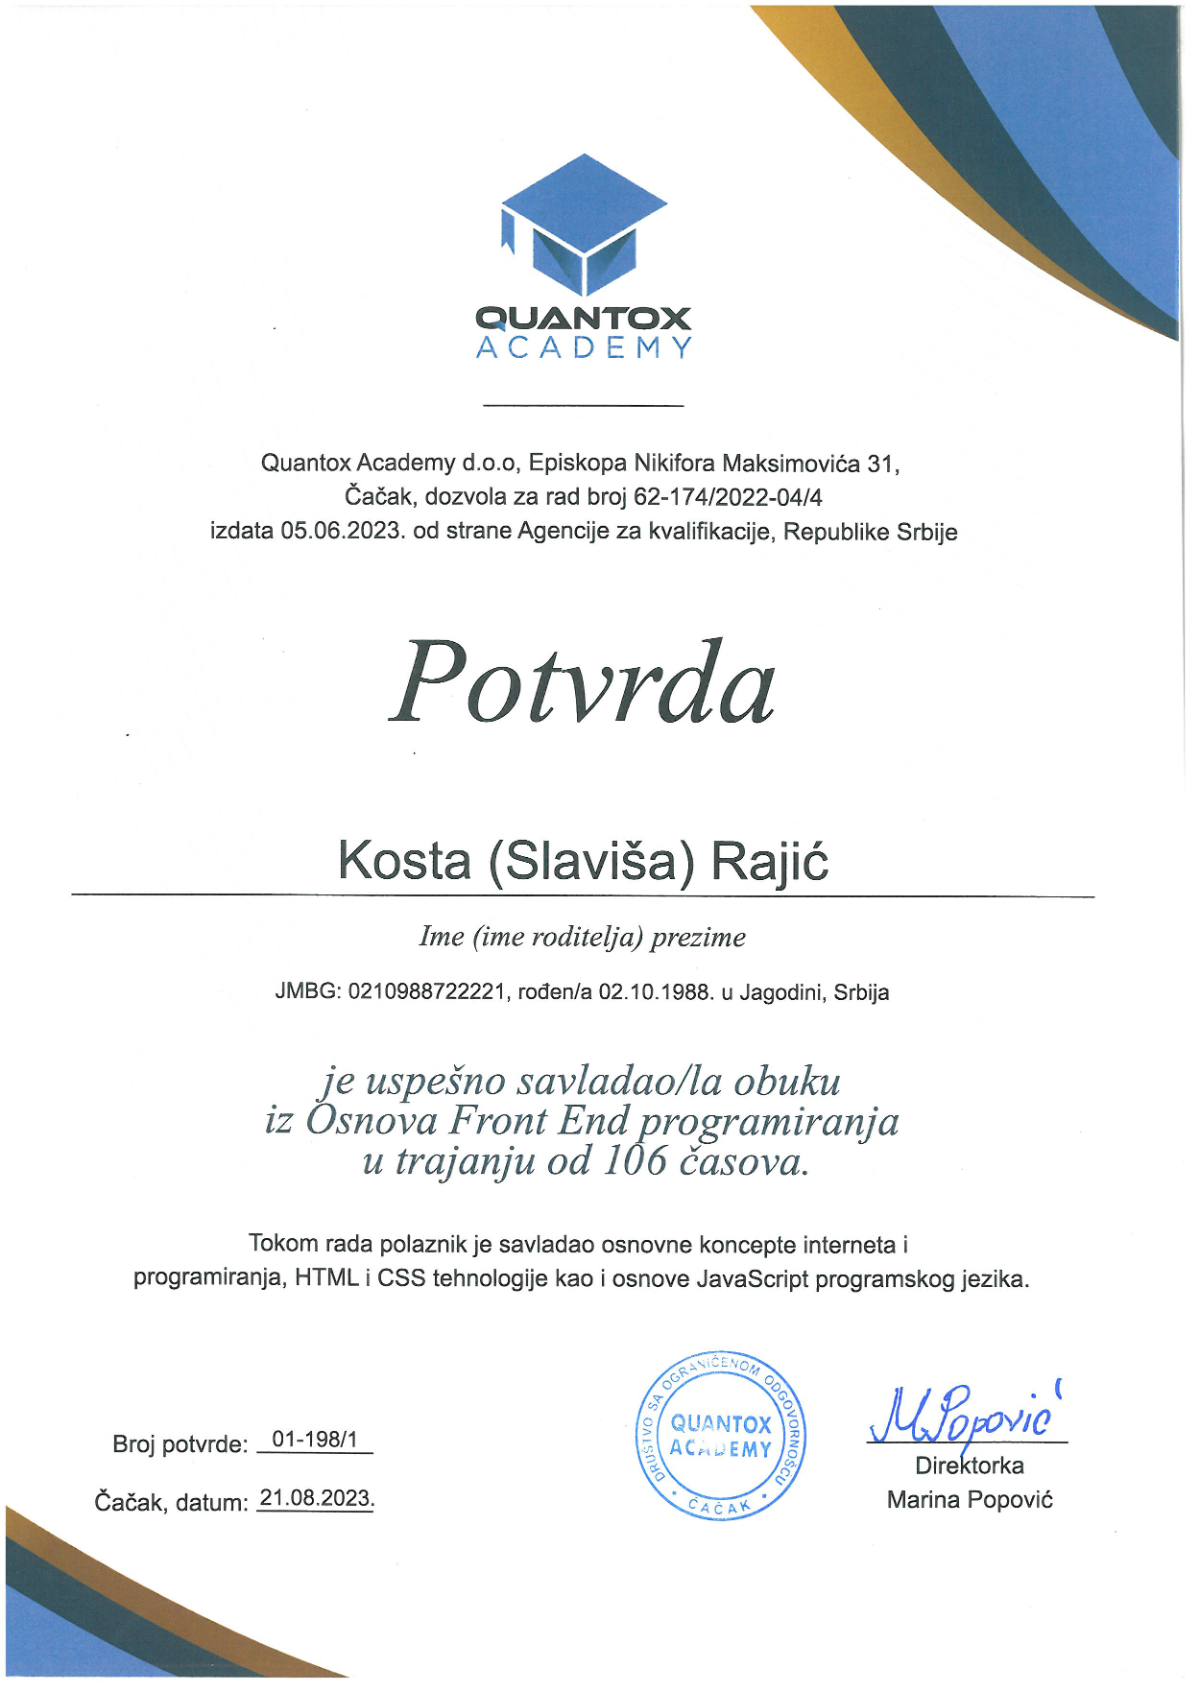 QUANTOX
ACADEMY
Quantox Academy d.o.o, Episkopa Nikifora Maksimovića 31,
Čačak, dozvola za rad broj 62-174/2022-04/4
izdata 05.06.2023. od strane Agencije za kvalifikacije, Republike Srbije
Potvrda
Kosta (Slaviša) Rajić
Ime (ime roditelja) prezime
JMBG: 0210988722221, rođen/a 02.10.1988. u Jagodini, Srbija
je uspešno savladao/la obuku
iz Osnova Front End programiranja
u trajanju od 106 časova.
Tokom rada polaznik je savladao osnovne koncepte interneta i
programiranja, HTML i CSS tehnologije kao i osnove JavaScript programskog jezika.
Broj potvrde: 01-198/1
Čačak, datum: 21.08.2023.
DRUŠTVO SA OGRANIČENOM ODGOVORNOŠĆU
QUANTOX
ACADEMY
• ČAČAK •
M.Popović
Direktorka
Marina Popović